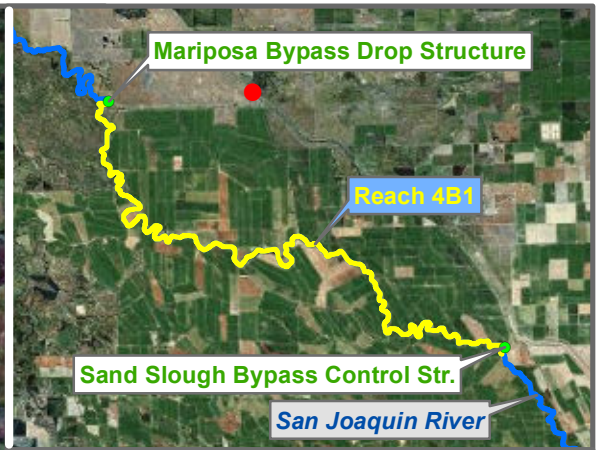 Mariposa Bypass Drop Structure
Reach 4B1
Sand Slough Bypass Control Str.
San Joaquin River